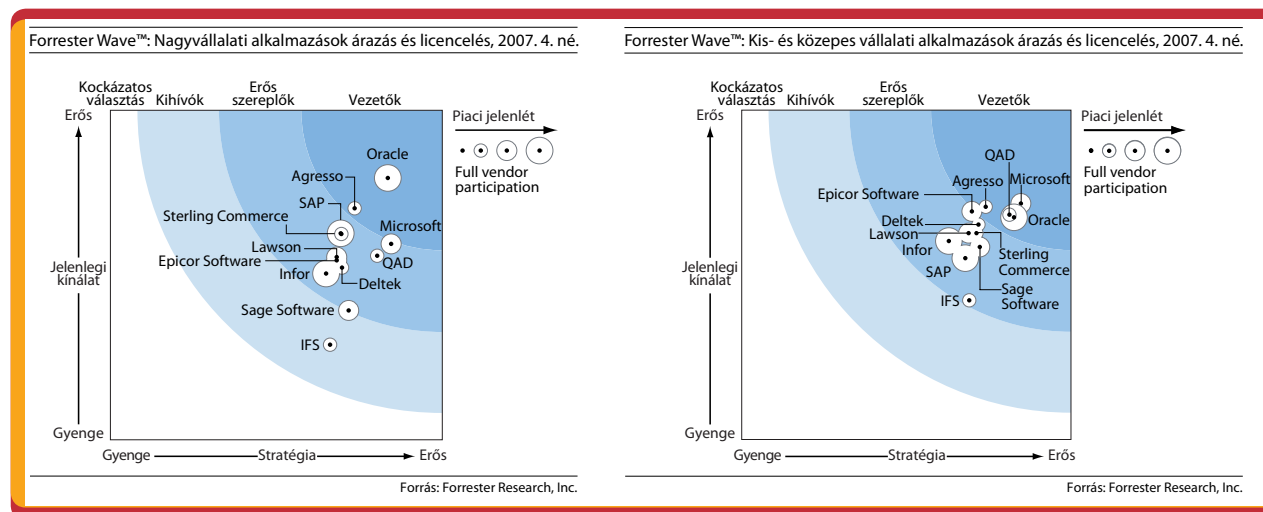 Forrester Wave™: Nagyvállalati alkalmazások árazás és licencelés, 2007. 4. né.
Kockázatos
választás
Kihívók
Erős
szereplők
Vezetők
Erős
Piaci jelenlét
Full vendor
participation
Oracle
Agresso
SAP
Sterling Commerce
Microsoft
Lawson
Epicor Software
QAD
Infor
Deltek
Jelenlegi
kínálat
Sage Software
IFS
Gyenge
Gyenge
Stratégia
Erős
Forrás: Forrester Research, Inc.
Forrester Wave™: Kis- és közepes vállalati alkalmazások árazás és licencelés, 2007. 4. né.
Kockázatos
választás
Kihívók
Erős
szereplők
Vezetők
Erős
Piaci jelenlét
Full vendor
participation
QAD
Agresso
Microsoft
Epicor Software
Oracle
Deltek
Lawson
Infor
Sterling
Commerce
SAP
Jelenlegi
kínálat
Sage
Software
IFS
Gyenge
Gyenge
Stratégia
Erős
Forrás: Forrester Research, Inc.